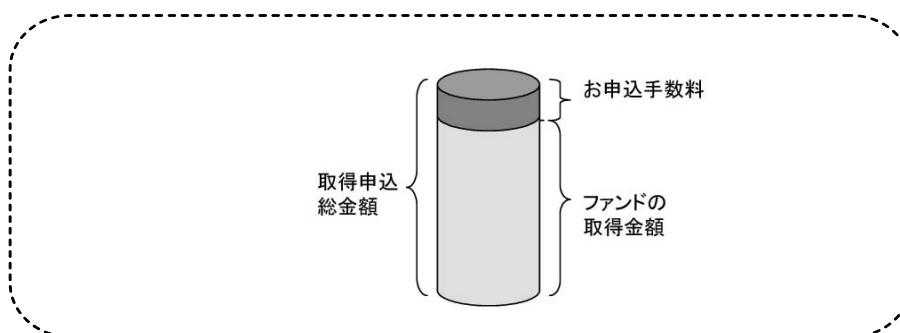 お申込手数料
取得申込
総金額
ファンドの
取得金額